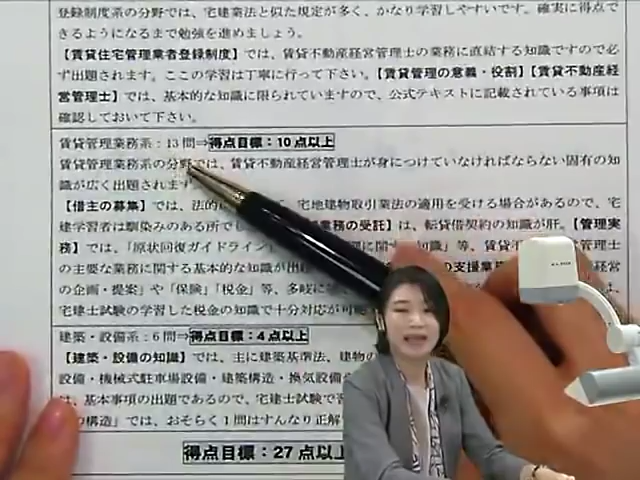 登録制度系の分野では、宅建業法と似た規定が多く、かなり学習しやすいです。確実に得点で
きるようになるまで勉強を進めましょう。
【賃貸住宅管理業者登録制度】では、賃貸不動産経営管理士の業務に直結する知識ですので必
ず出題されます。ここの学習は丁寧に行って下さい。【賃貸管理の意義・役割】【賃貸不動産経
営管理士】では、基本的な知識に限られていますので、公式テキストに記載されている事項は
確認しておいて下さい。
賃貸管理業務系：13問⇒得点目標：10点以上
賃貸管理業務系の分野では、賃貸不動産経営管理士が身につけていなければならない固有の知
識が広く出題されます
【借主の募集】では、法的 、宅地建物取引業法の適用を受ける場合があるので、宅
建学習者は馴染みのある所で 業務の受託】は、転貸借契約の知識が肝。【管理実
務】では、「原状回復ガイドライン」 に関す 知識」等、賃貸 管理士
の主要な業務に関する基本的な知識が出 の支援業 経営
の企画・提案」や「保険」「税金」等、多岐に
宅建士試験の学習した税金の知識で十分対応が可能
建築・設備系：6問⇒得点目標：4点以上
【建築・設備の知識】では、主に建築基準法、建物の
設備・機械式駐車場設備・建築構造・換気設備
は、基本事項の出題であるので、宅建士試験で学
構造」では、おそらく1問はすんなり正解
得点目標：27点以上